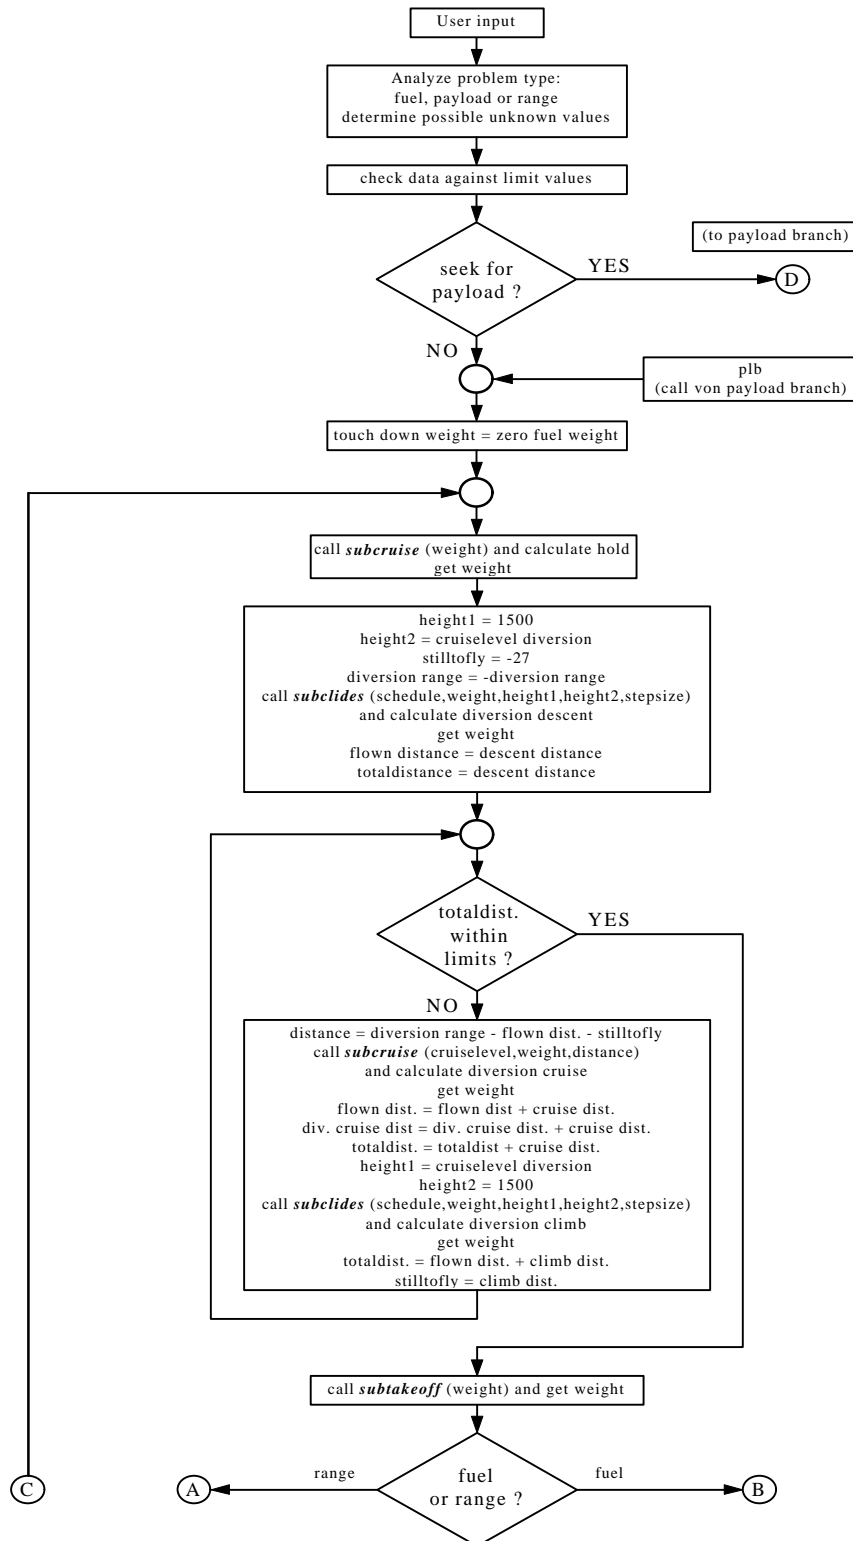 User input
Analyze problem type:
fuel, payload or range
determine possible unknown values
check data against limit values
(to payload branch)
seek for
payload ?
YES
D
NO
plb
(call von payload branch)
touch down weight = zero fuel weight
call subcruise (weight) and calculate hold
get weight
height1 = 1500
height2 = cruiselevel diversion
stilltofly = -27
diversion range = -diversion range
call subclides (schedule,weight,height1,height2,stepsize)
and calculate diversion descent
get weight
flown distance = descent distance
totaldistance = descent distance
totaldist.
within
limits ?
YES
NO
distance = diversion range - flown dist. - stilltofly
call subcruise (cruiselevel,weight,distance)
and calculate diversion cruise
get weight
flown dist. = flown dist + cruise dist.
div. cruise dist = div. cruise dist. + cruise dist.
totaldist. = totaldist + cruise dist.
height1 = cruiselevel diversion
height2 = 1500
call subclides (schedule,weight,height1,height2,stepsize)
and calculate diversion climb
get weight
totaldist. = flown dist. + climb dist.
stilltofly = climb dist.
call subtakeoff (weight) and get weight
fuel
or range ?
range
fuel
C
A
B